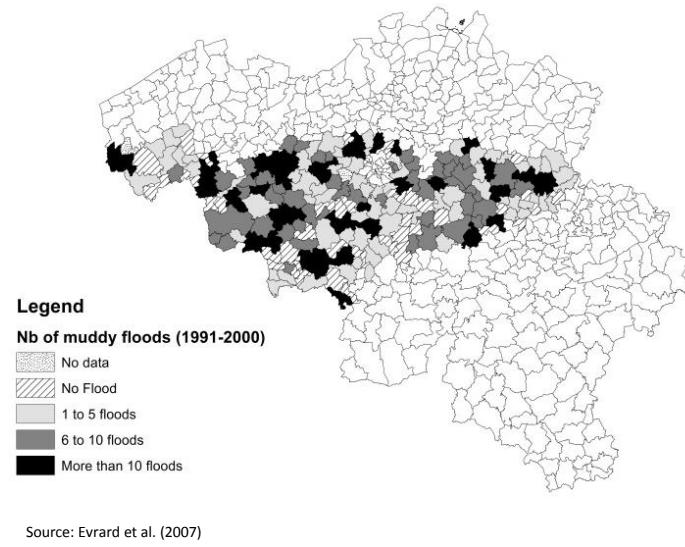 Legend
Nb of muddy floods (1991-2000)
No data
No Flood
1 to 5 floods
6 to 10 floods
More than 10 floods
Source: Evrard et al. (2007)